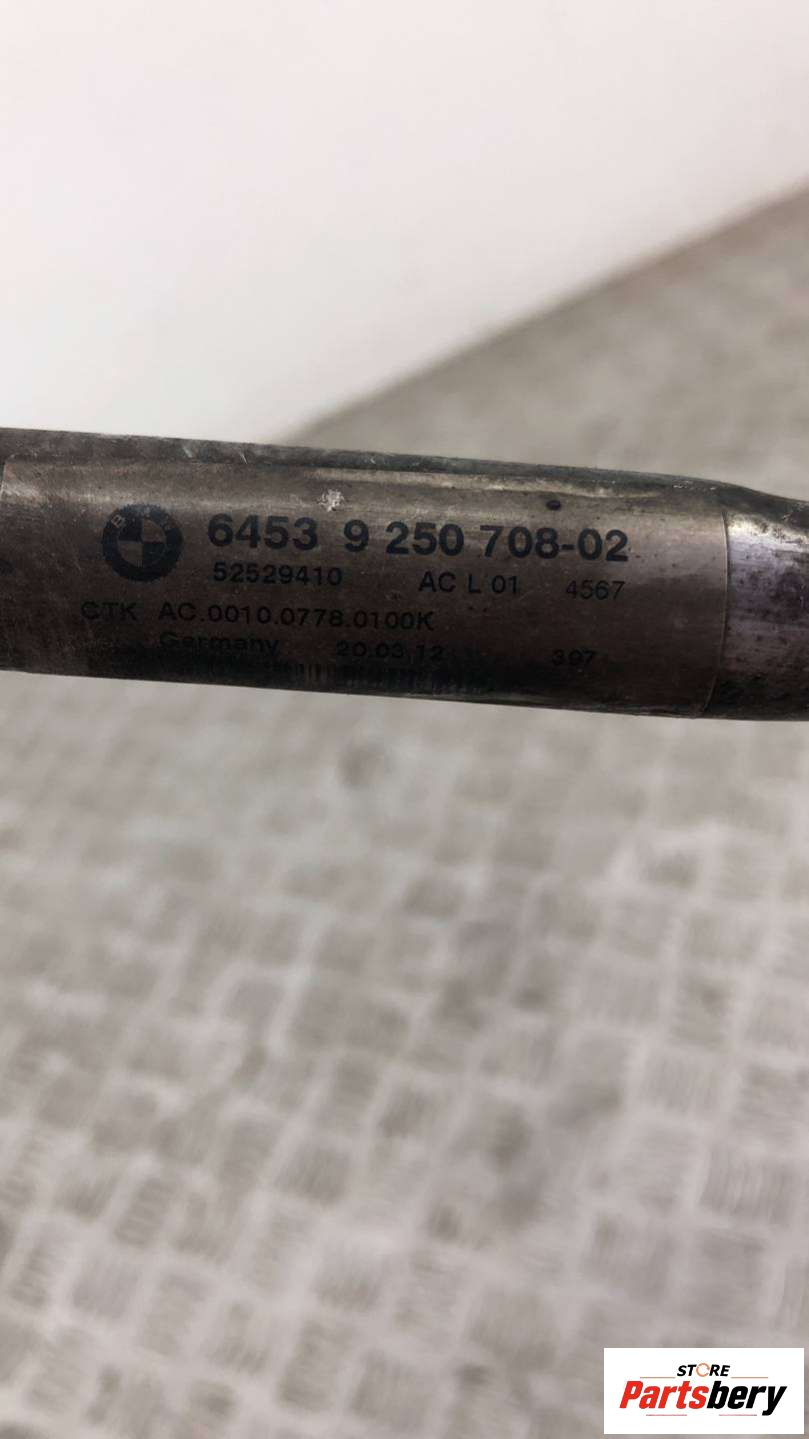 BMW
6453 9 250 708-02
52529410 AC L 01 4567
CTK AC.0010.0778.0100K
Germany 20.03.12 397
STORE
Partsbery